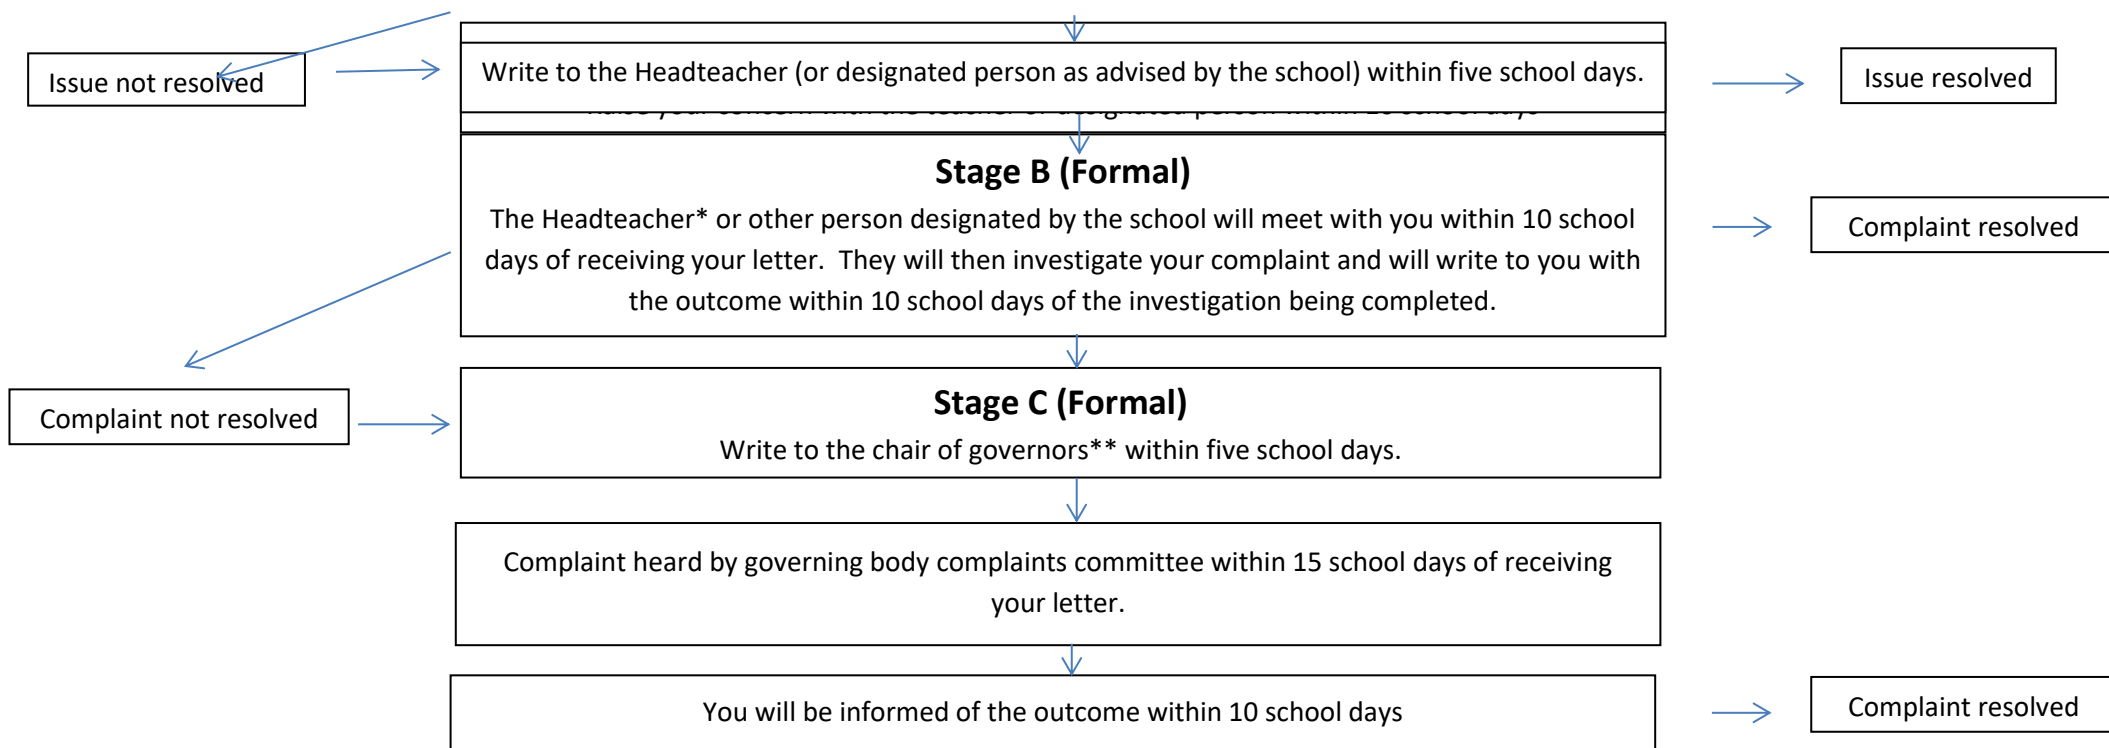 Issue not resolved
Write to the Headteacher (or designated person as advised by the school) within five school days.
Issue resolved
Stage B (Formal)
The Headteacher* or other person designated by the school will meet with you within 10 school
days of receiving your letter. They will then investigate your complaint and will write to you with
the outcome within 10 school days of the investigation being completed.
Complaint resolved
Complaint not resolved
Stage C (Formal)
Write to the chair of governors** within five school days.
Complaint heard by governing body complaints committee within 15 school days of receiving
your letter.
You will be informed of the outcome within 10 school days
Complaint resolved